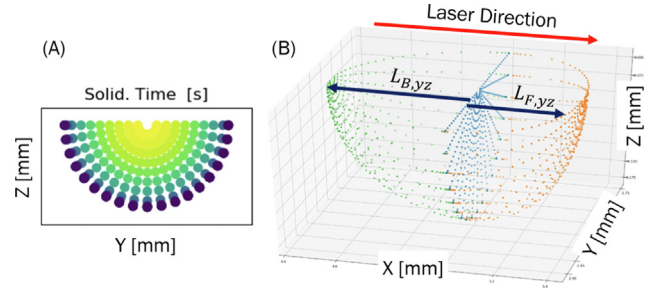 (A)
Solid. Time [s]
Z [mm]
Y [mm]
(B)
Laser Direction
L_{B,yz}
L_{F,yz}
Z [mm]
Y [mm]
X [mm]